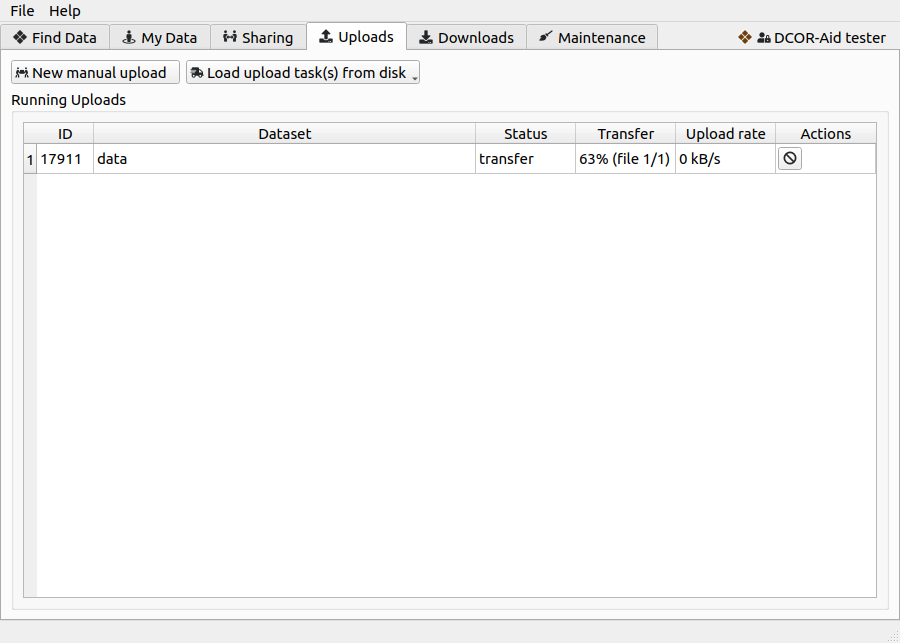 File Help
Find Data My Data Sharing Uploads Downloads Maintenance DCOR-Aid tester
New manual upload Load upload task(s) from disk
Running Uploads
ID Dataset Status Transfer Upload rate Actions
1 17911 data transfer 63% (file 1/1) 0 kB/s